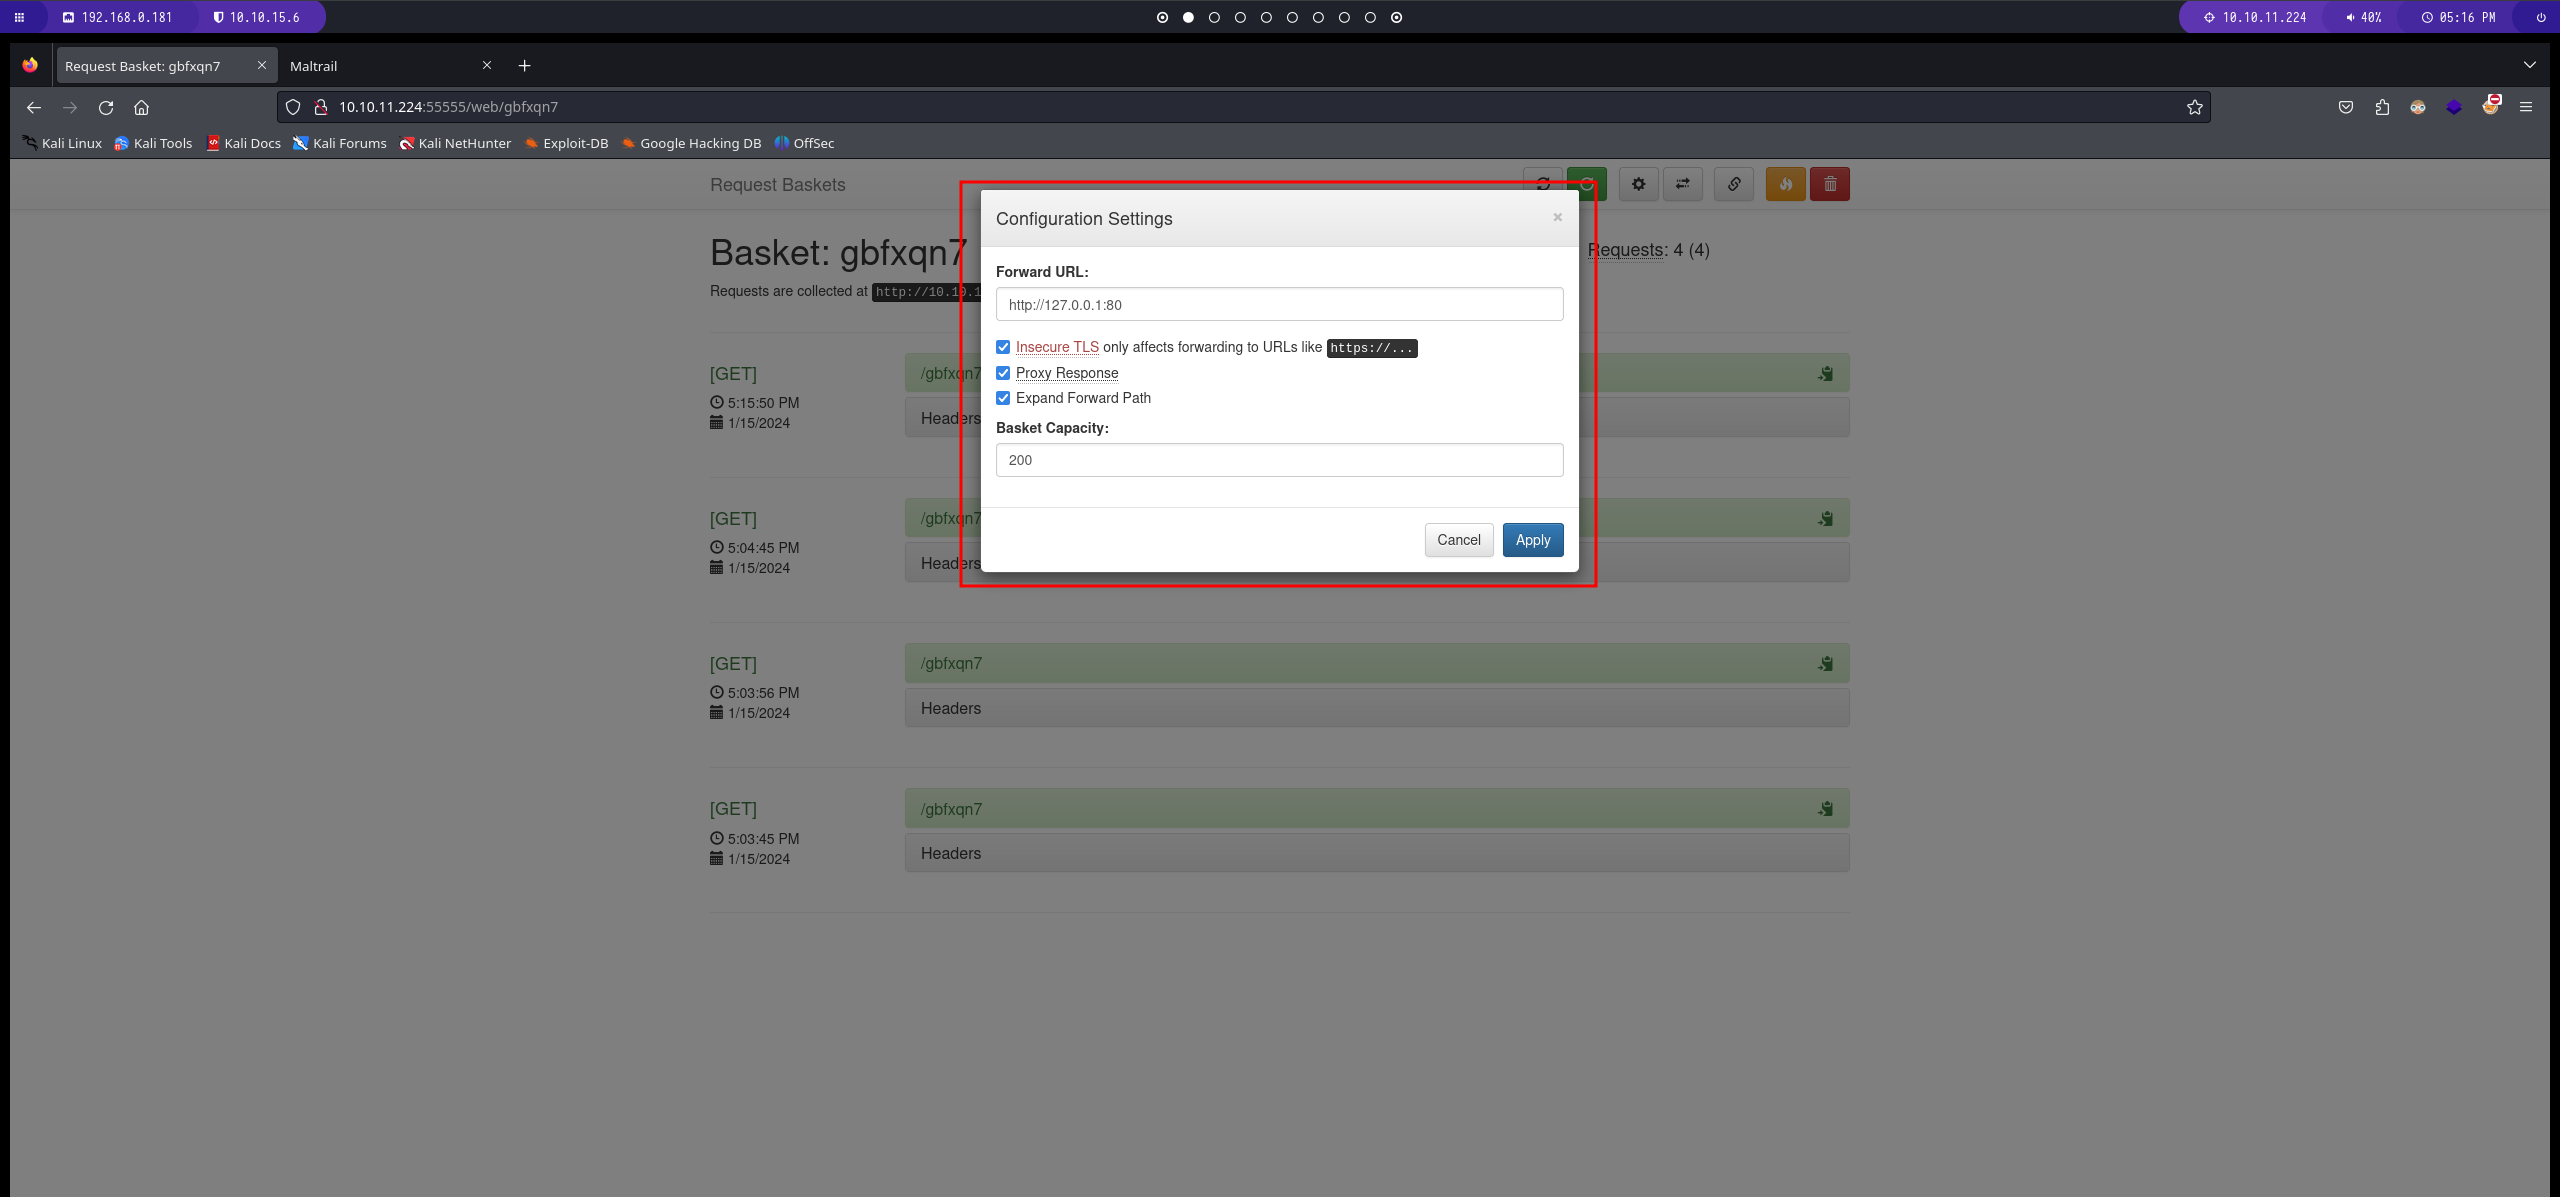 192.168.0.181 10.10.15.6 10.10.11.224 40% 05:16 PM
Request Basket: gbfxqn7 Maltrail
10.10.11.224:55555/web/gbfxqn7
Kali Linux Kali Tools Kali Docs Kali Forums Kali NetHunter Exploit-DB Google Hacking DB OffSec
Request Baskets
Configuration Settings
Basket: gbfxqn7
Requests: 4 (4)
Requests are collected at http://10.10.1
Forward URL:
http://127.0.0.1:80
Insecure TLS only affects forwarding to URLs like https://...
Proxy Response
Expand Forward Path
Basket Capacity:
200
Cancel Apply
[GET] /gbfxqn7
5:15:50 PM
1/15/2024
Headers
[GET] /gbfxqn7
5:04:45 PM
1/15/2024
Headers
[GET] /gbfxqn7
5:03:56 PM
1/15/2024
Headers
[GET] /gbfxqn7
5:03:45 PM
1/15/2024
Headers